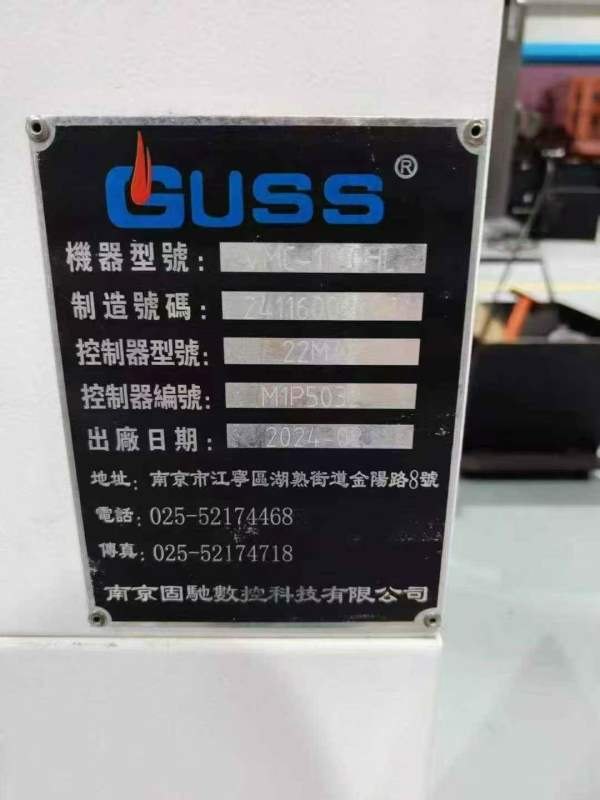 GUSS®
機器型號:
制造號碼:
控制器型號:
控制器編號:
出廠日期:
地址: 南京市江寧區湖熟街道金陽路8號
電話: 025-52174468
傳真: 025-52174718
南京固馳數控科技有限公司